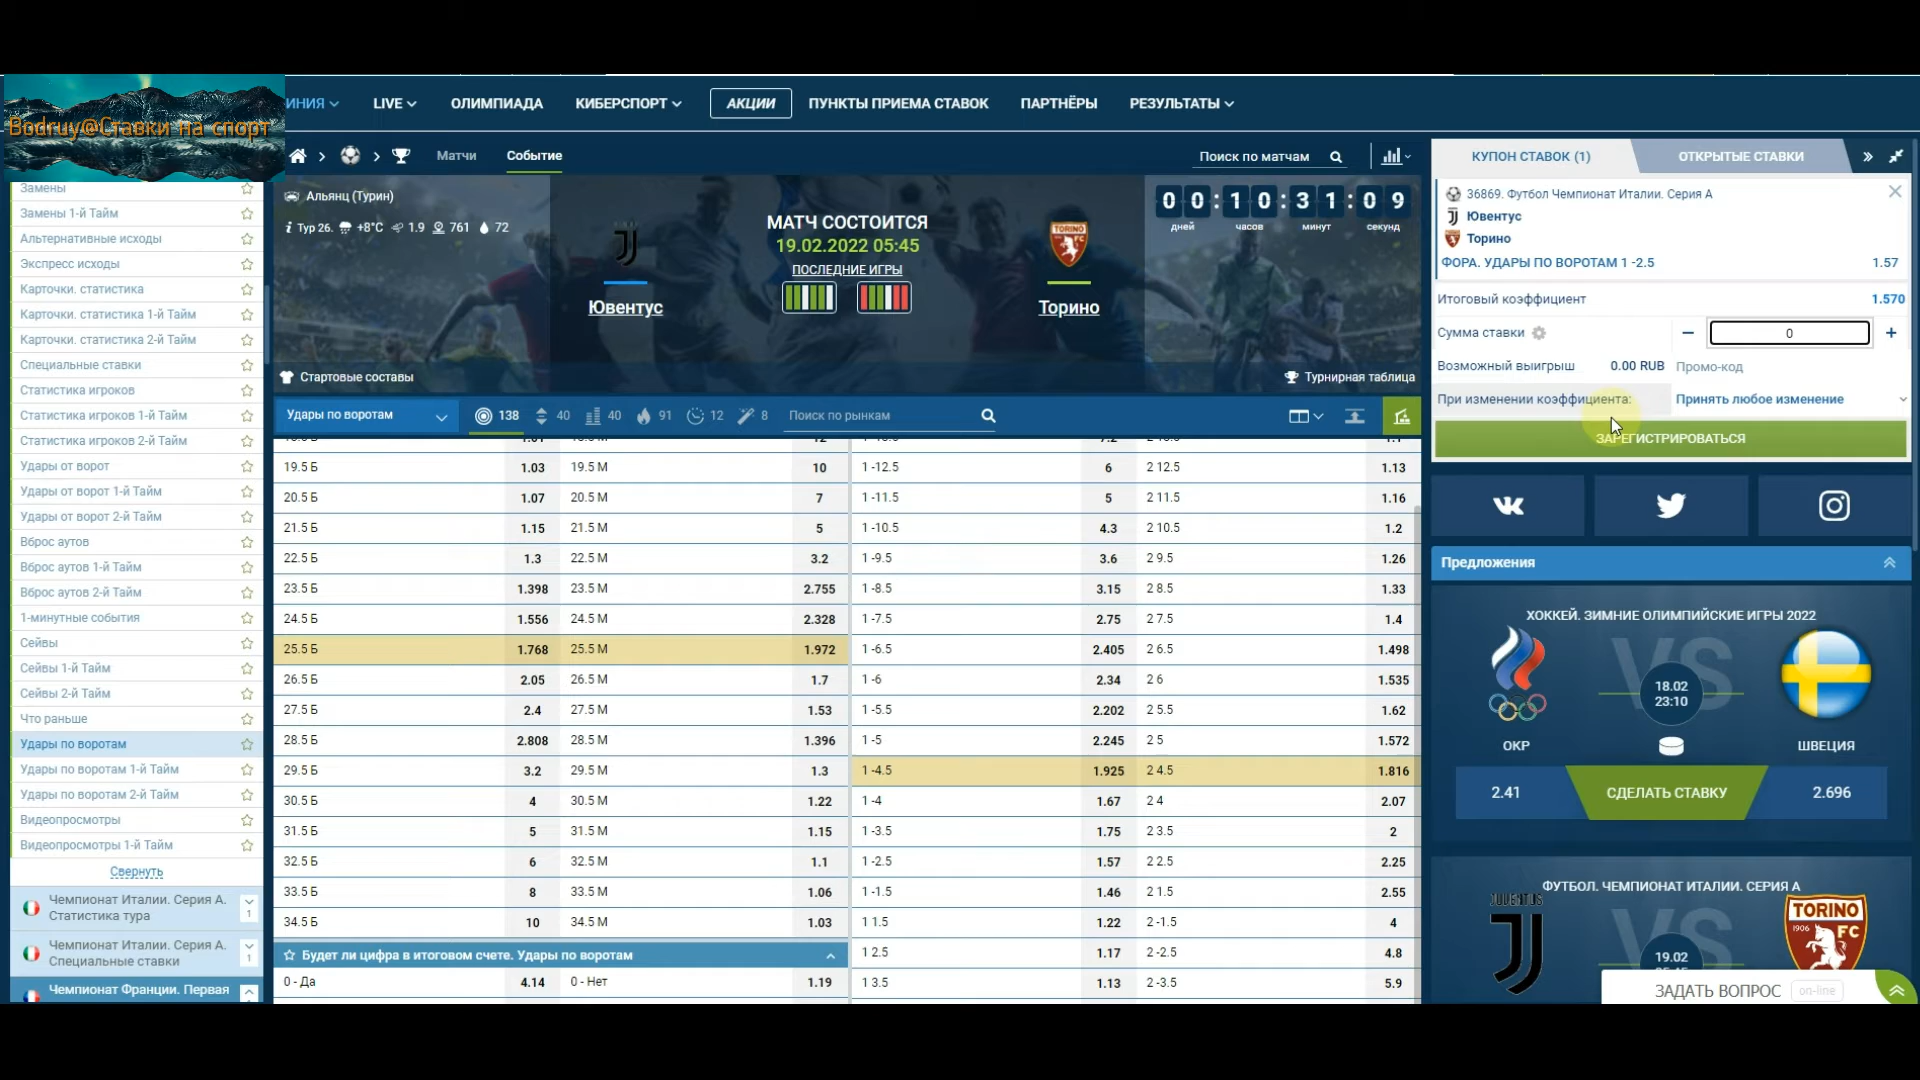 ИНИЯ
LIVE
ОЛИМПИАДА
КИБЕРСПОРТ
АКЦИИ
ПУНКТЫ ПРИЕМА СТАВОК
ПАРТНЁРЫ
РЕЗУЛЬТАТЫ
Bodruy@Ставки на спорт
Замены
Замены 1-й Тайм
Альтернативные исходы
Экспресс исходы
Карточки. статистика
Карточки. статистика 1-й Тайм
Карточки. статистика 2-й Тайм
Специальные ставки
Статистика игроков
Статистика игроков 1-й Тайм
Статистика игроков 2-й Тайм
Удары от ворот
Удары от ворот 1-й Тайм
Удары от ворот 2-й Тайм
Вброс аутов
Вброс аутов 1-й Тайм
Вброс аутов 2-й Тайм
1-минутные события
Сейвы
Сейвы 1-й Тайм
Сейвы 2-й Тайм
Что раньше
Удары по воротам
Удары по воротам 1-й Тайм
Удары по воротам 2-й Тайм
Видеопросмотры
Видеопросмотры 1-й Тайм
Свернуть
Чемпионат Италии. Серия А.
Статистика тура
1
Чемпионат Италии. Серия А.
Специальные ставки
1
Чемпионат Франции. Первая
Матчи
Событие
Поиск по матчам
Альянц (Турин)
Тур 26. +8°C 1.9 761 72
Ювентус
МАТЧ СОСТОИТСЯ
19.02.2022 05:45
ПОСЛЕДНИЕ ИГРЫ
TORINO FC
Торино
00:10:31:09
дней часов минут секунд
Стартовые составы
Турнирная таблица
Удары по воротам
138 40 40 91 12 8
Поиск по рынкам
19.5 Б 1.03 19.5 М 10
20.5 Б 1.07 20.5 М 7
21.5 Б 1.15 21.5 М 5
22.5 Б 1.3 22.5 М 3.2
23.5 Б 1.398 23.5 М 2.755
24.5 Б 1.556 24.5 М 2.328
25.5 Б 1.768 25.5 М 1.972
26.5 Б 2.05 26.5 М 1.7
27.5 Б 2.4 27.5 М 1.53
28.5 Б 2.808 28.5 М 1.396
29.5 Б 3.2 29.5 М 1.3
30.5 Б 4 30.5 М 1.22
31.5 Б 5 31.5 М 1.15
32.5 Б 6 32.5 М 1.1
33.5 Б 8 33.5 М 1.06
34.5 Б 10 34.5 М 1.03
Будет ли цифра в итоговом счете. Удары по воротам
0 - Да 4.14 0 - Нет 1.19
1 -12.5 6 2 12.5 1.13
1 -11.5 5 2 11.5 1.16
1 -10.5 4.3 2 10.5 1.2
1 -9.5 3.6 2 9.5 1.26
1 -8.5 3.15 2 8.5 1.33
1 -7.5 2.75 2 7.5 1.4
1 -6.5 2.405 2 6.5 1.498
1 -6 2.34 2 6 1.535
1 -5.5 2.202 2 5.5 1.62
1 -5 2.245 2 5 1.572
1 -4.5 1.925 2 4.5 1.816
1 -4 1.67 2 4 2.07
1 -3.5 1.75 2 3.5 2
1 -2.5 1.57 2 2.5 2.25
1 -1.5 1.46 2 1.5 2.55
1 1.5 1.22 2 -1.5 4
1 2.5 1.17 2 -2.5 4.8
1 3.5 1.13 2 -3.5 5.9
КУПОН СТАВОК (1)
ОТКРЫТЫЕ СТАВКИ
36869. Футбол Чемпионат Италии. Серия А
Ювентус
Торино
ФОРА. УДАРЫ ПО ВОРОТАМ 1 -2.5 1.57
Итоговый коэффициент 1.570
Сумма ставки − 0 +
Возможный выигрыш 0.00 RUB Промо-код
При изменении коэффициента: Принять любое изменение
ЗАРЕГИСТРИРОВАТЬСЯ
Предложения
ХОККЕЙ. ЗИМНИЕ ОЛИМПИЙСКИЕ ИГРЫ 2022
VS
18.02
23:10
ОКР
ШВЕЦИЯ
2.41
СДЕЛАТЬ СТАВКУ
2.696
ФУТБОЛ. ЧЕМПИОНАТ ИТАЛИИ. СЕРИЯ А
JUVENTUS
VS
TORINO
1906 FC
19.02
ЗАДАТЬ ВОПРОС
on-line